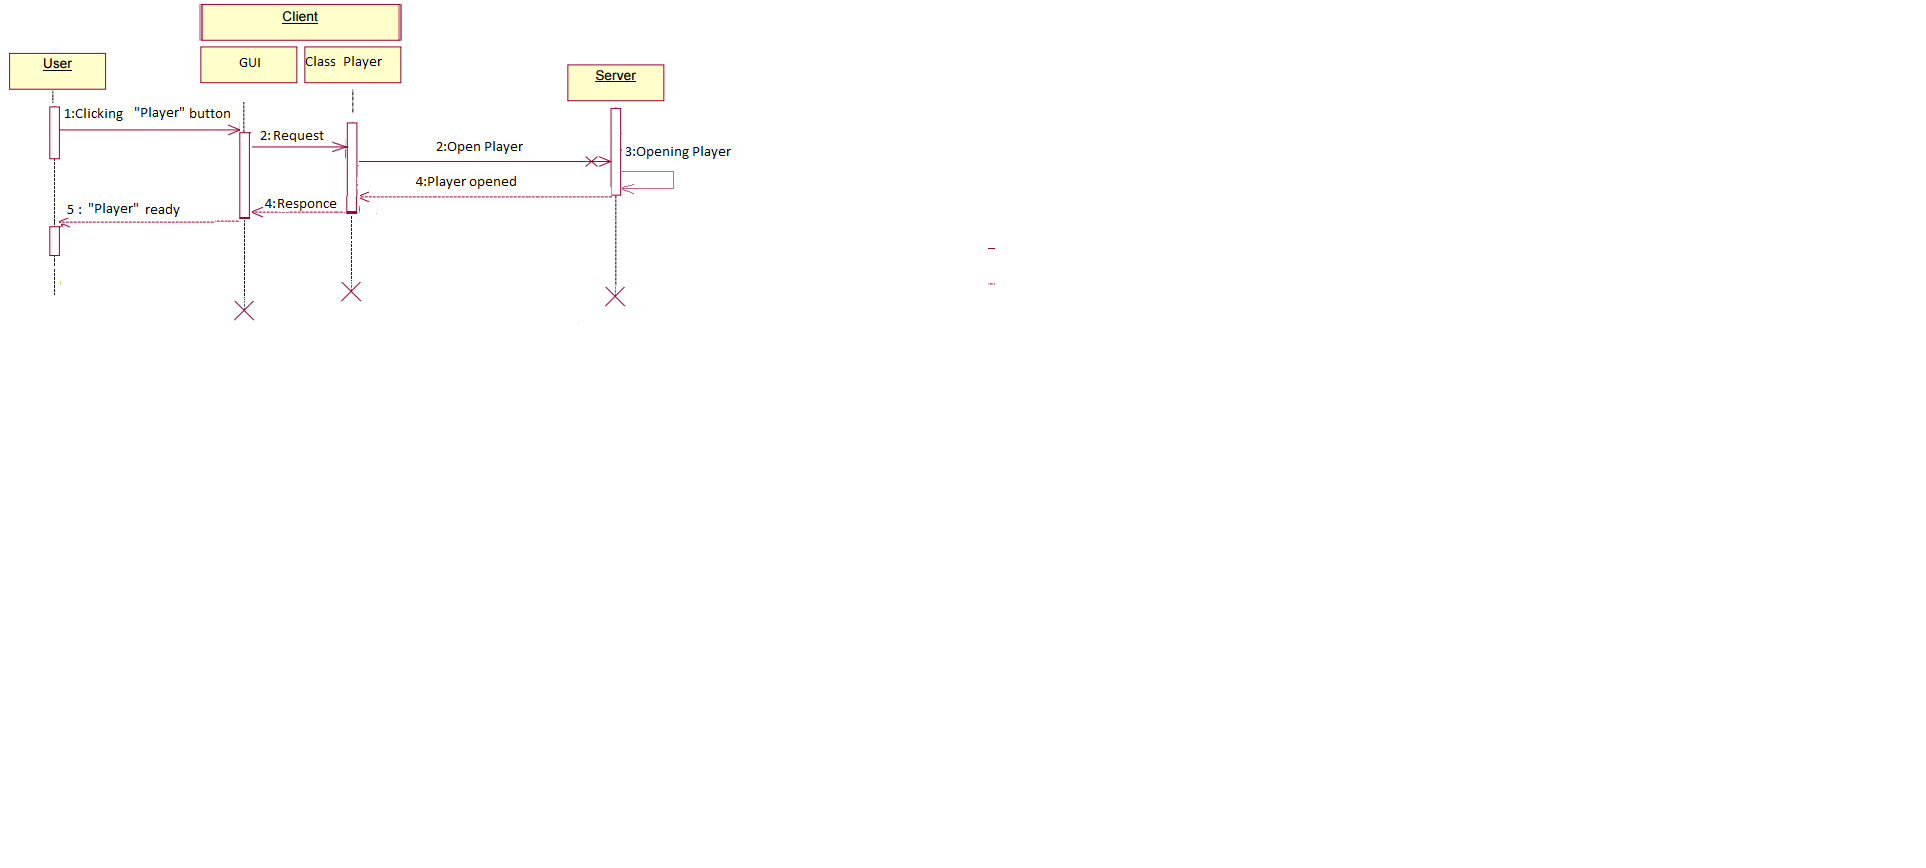 Client
User
GUI
Class Player
Server
1:Clicking "Player" button
2:Request
2:Open Player
3:Opening Player
4:Player opened
4:Responce
5 : "Player" ready